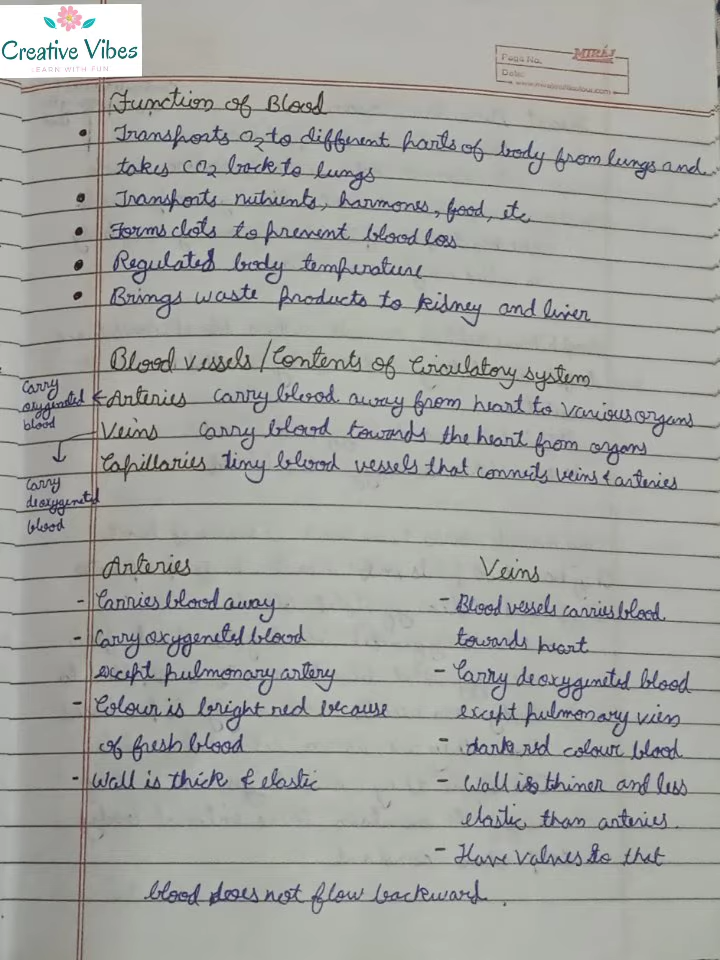 Creative Vibes
LEARN WITH FUN
MIRAJ
Page No.
Date:
Function of Blood
• Transports O2 to different parts of body from lungs and
takes CO2 back to lungs
• Transports nutrients, harmones, food, etc
• Forms clots to prevent blood loss
• Regulates body temperature
• Brings waste products to kidney and liver
Blood vessels / Contents of Circulatory system
Carry oxygeneted blood ← Arteries carry blood away from heart to various organs
Veins carry blood towards the heart from organs
Capillaries tiny blood vessels that connects veins & arteries
↓
Carry
deoxygeneted
blood
Arteries
- Carries blood away
- Carry oxygeneted blood
except pulmonary artery
- Colour is bright red because
of fresh blood
- Wall is thick & elastic
Veins
- Blood vessels carries blood
towards heart
- Carry deoxygeneted blood
except pulmonary vien
- dark red colour blood
- Wall is thiner and less
elastic than arteries.
- Have valves so that
blood does not flow backward.